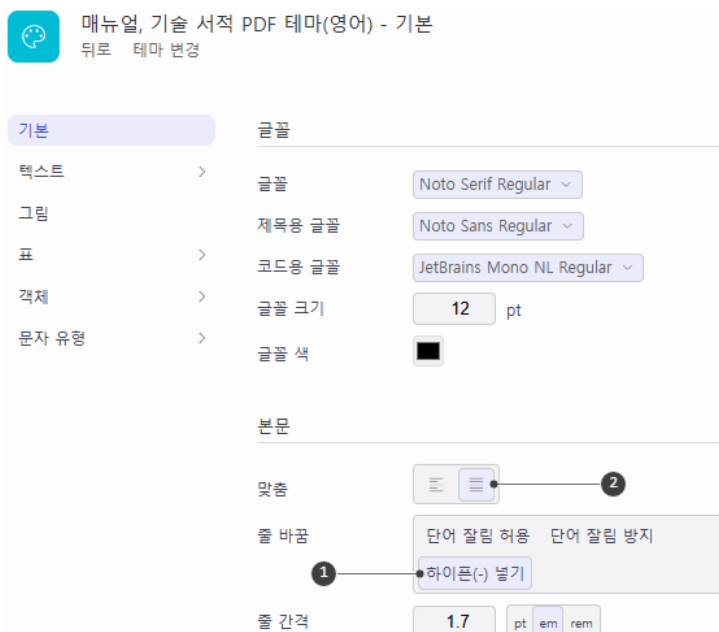 매뉴얼, 기술 서적 PDF 테마(영어) - 기본
뒤로 테마 변경
기본
텍스트
그림
표
객체
문자 유형
글꼴
글꼴 Noto Serif Regular
제목용 글꼴 Noto Sans Regular
코드용 글꼴 JetBrains Mono NL Regular
글꼴 크기 12 pt
글꼴 색
본문
맞춤 2
줄 바꿈 단어 잘림 허용 단어 잘림 방지
1 하이픈(-) 넣기
줄 간격 1.7 pt em rem